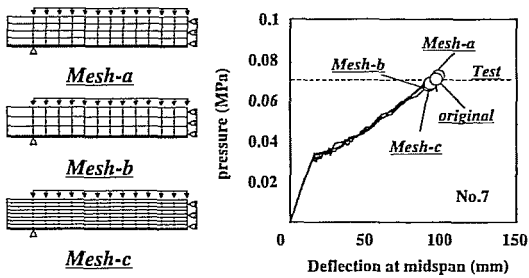 Mesh-a
Mesh-b
Mesh-c
pressure (MPa)
0.1
0.08
0.06
0.04
0.02
0
50
100
150
Mesh-a
Mesh-b
Test
original
Mesh-c
No.7
Deflection at midspan (mm)